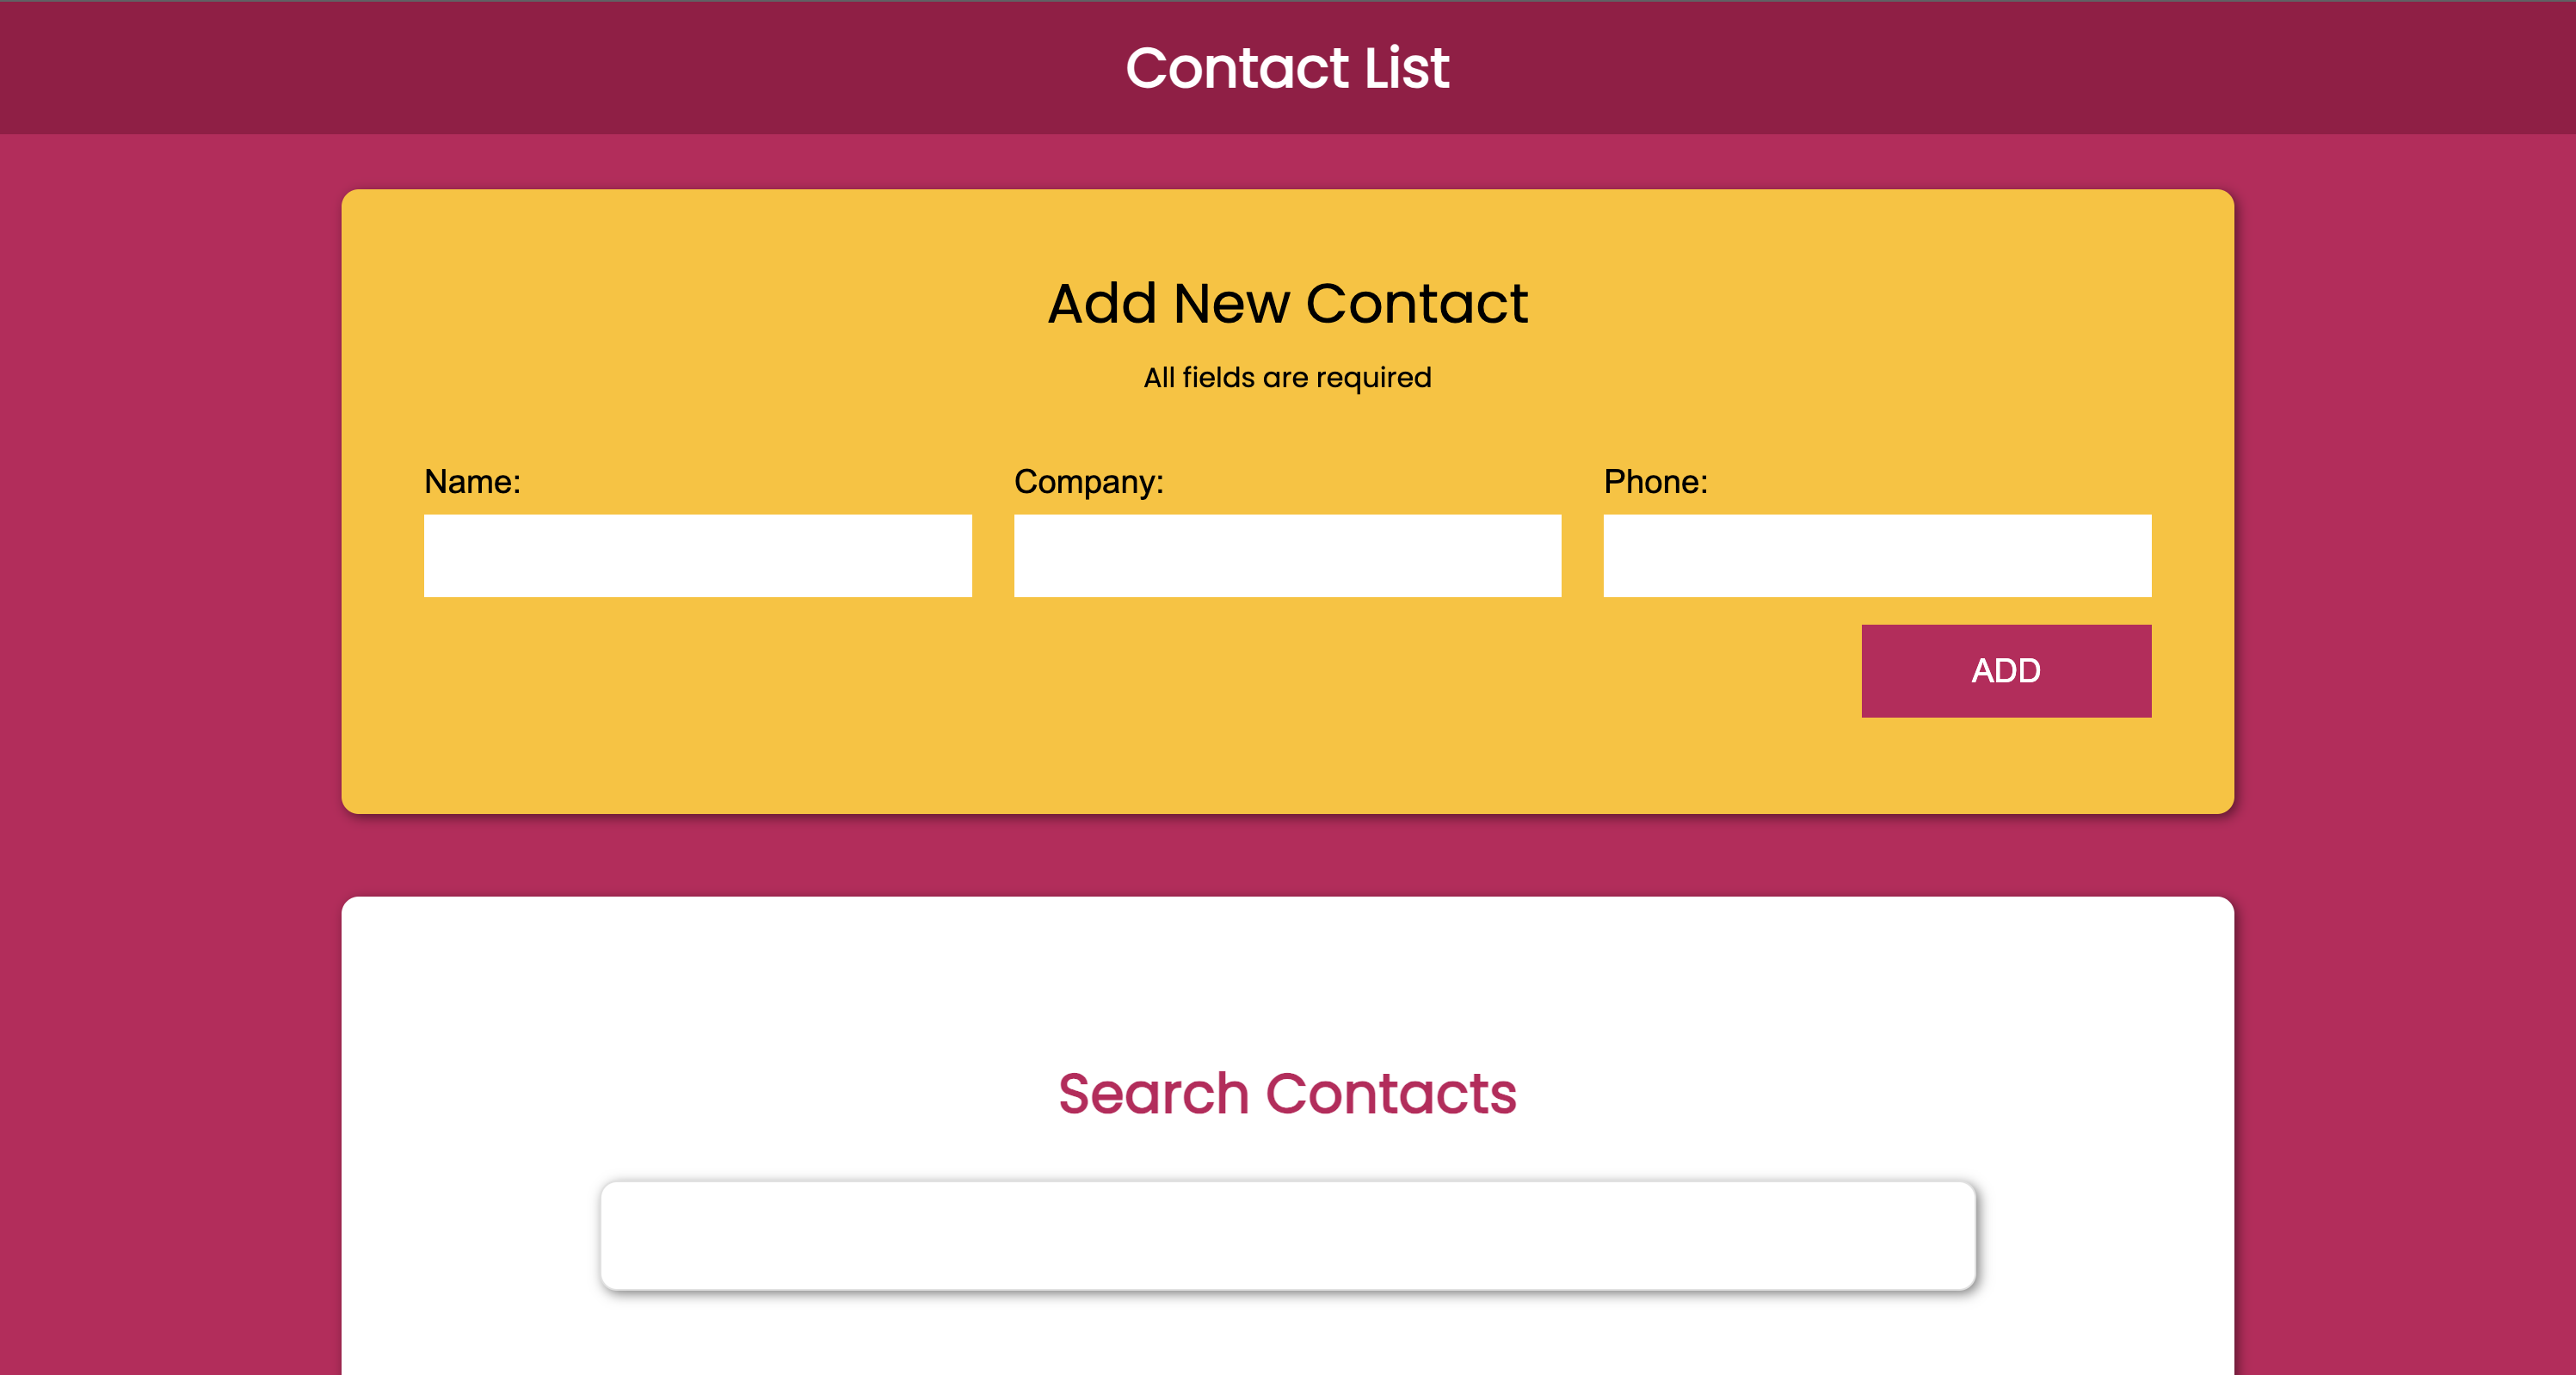 Contact List
Add New Contact
All fields are required
Name: Company: Phone:
ADD
Search Contacts